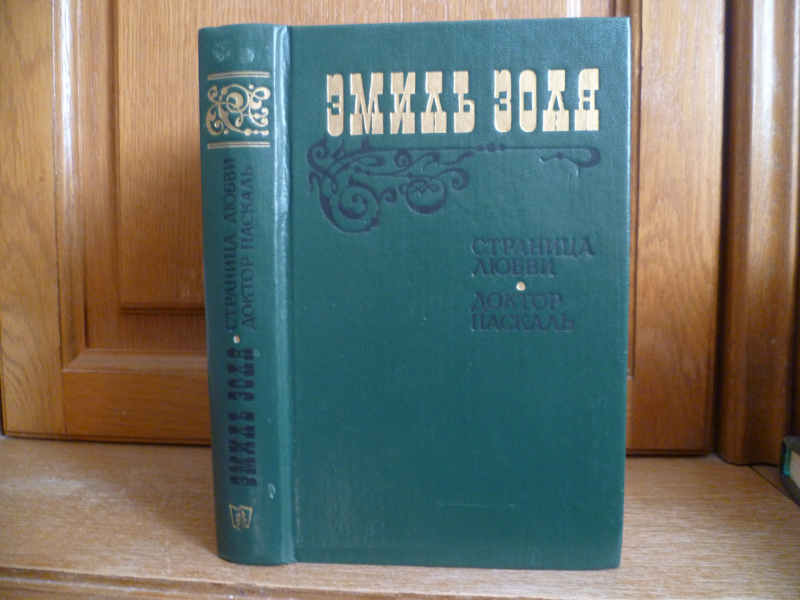 ЭМИЛЬ ЗОЛЯ
СТРАНИЦА
ЛЮБВИ
ДОКТОР
ПАСКАЛЬ
ЭМИЛЬ ЗОЛЯ • СТРАНИЦА ЛЮБВИ
ДОКТОР ПАСКАЛЬ